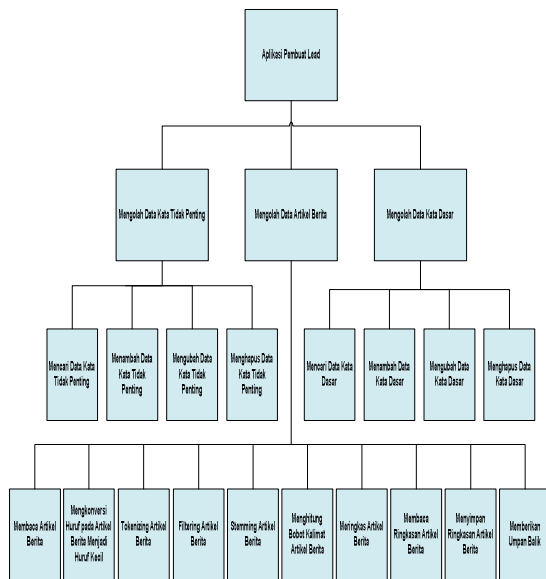 Aplikasi Pembuat Lead
Mengolah Data Kata Tidak Penting
Mengolah Data Artikel Berita
Mengolah Data Kata Dasar
Mencari Data Kata
Tidak Penting
Menambah Data
Kata Tidak
Penting
Mengubah Data
Kata Tidak
Penting
Menghapus Data
Kata Tidak
Penting
Mencari Data Kata
Dasar
Menambah Data
Kata Dasar
Mengubah Data
Kata Dasar
Menghapus Data
Kata Dasar
Membaca Artikel
Berita
Mengkonversi
Huruf pada Artikel
Berita Menjadi
Huruf Kecil
Tokenizing Artikel
Berita
Filtering Artikel
Berita
Stemming Artikel
Berita
Menghitung
Bobot Kalimat
Artikel Berita
Meringkas Artikel
Berita
Membaca
Ringkasan Artikel
Berita
Menyimpan
Ringkasan Artikel
Berita
Memberikan
Umpan Balik